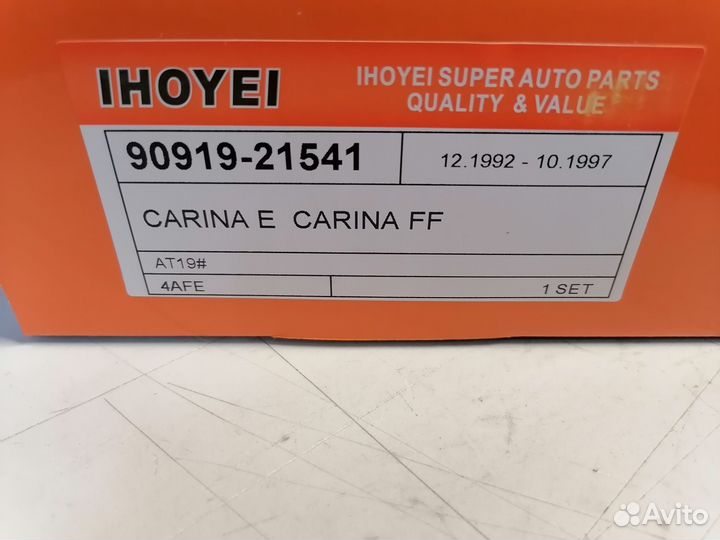 IHOYEI
IHOYEI SUPER AUTO PARTS
QUALITY & VALUE
90919-21541
12.1992 - 10.1997
CARINA E CARINA FF
AT19#
4AFE
1 SET
Avito